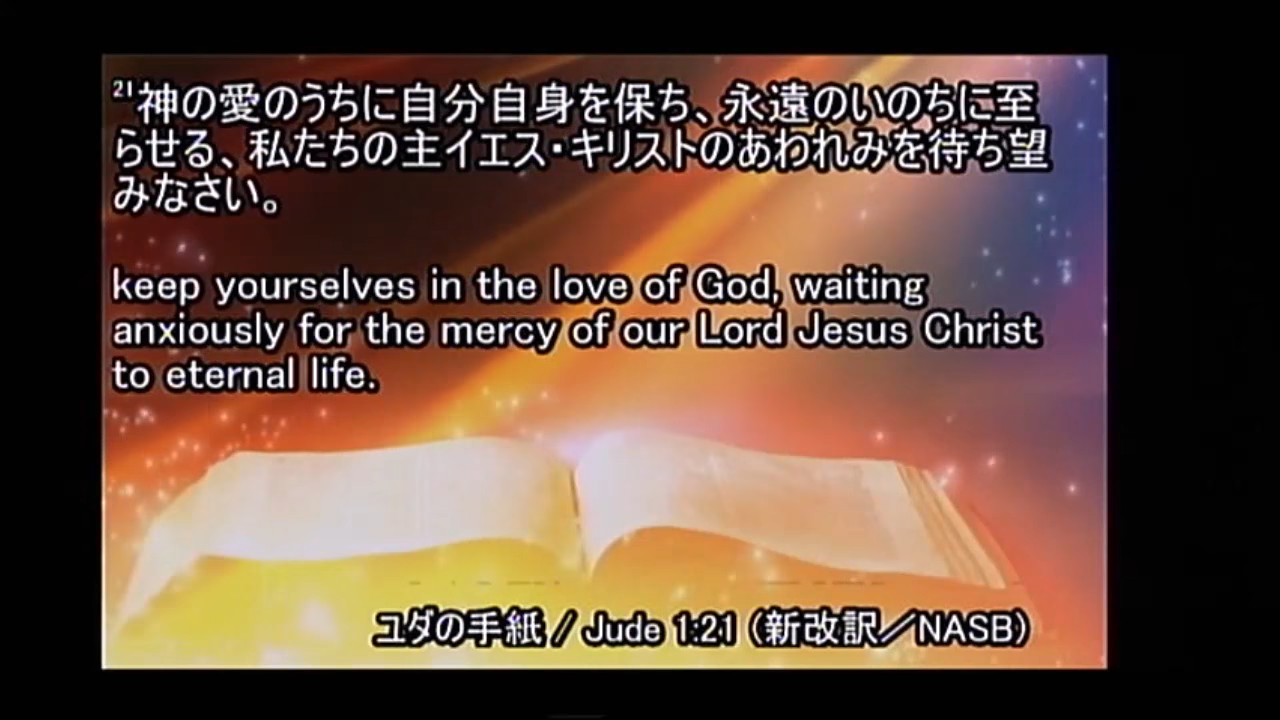 21神の愛のうちに自分自身を保ち、永遠のいのちに至
らせる、私たちの主イエス・キリストのあわれみを待ち望
みなさい。
keep yourselves in the love of God, waiting
anxiously for the mercy of our Lord Jesus Christ
to eternal life.
ユダの手紙 / Jude 1:21 (新改訳／NASB)